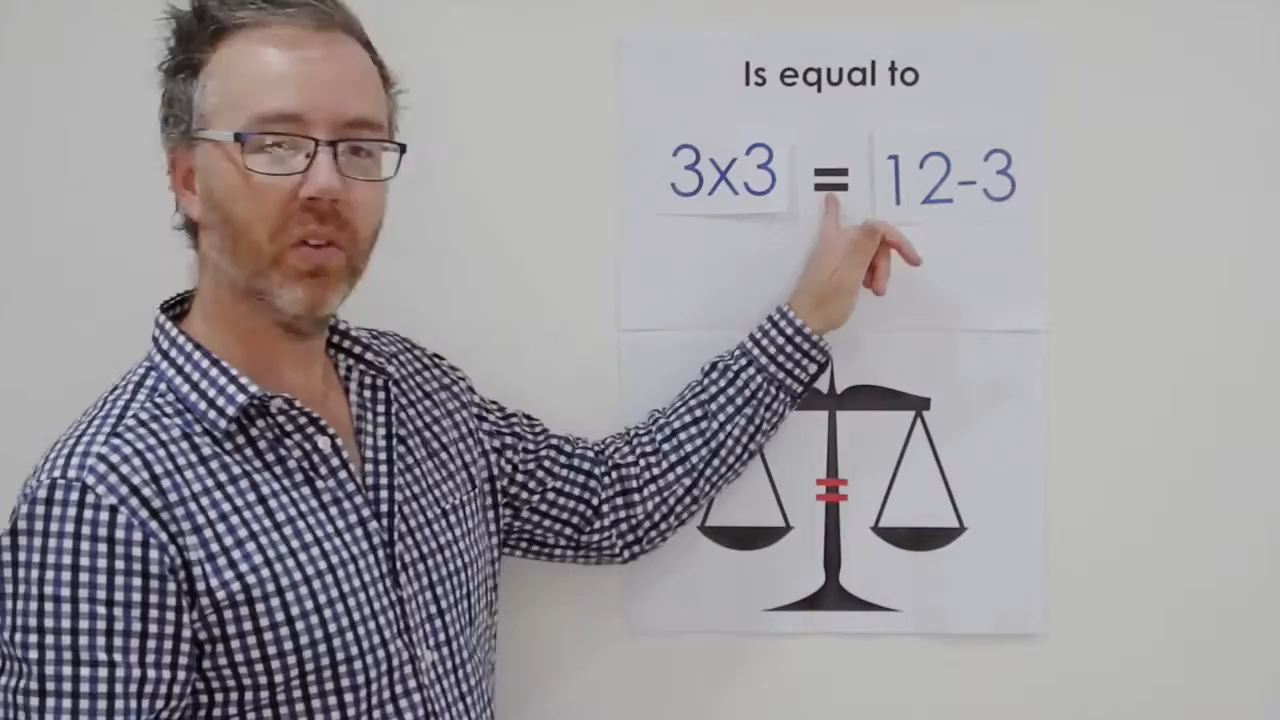 Is equal to
3x3 = 12-3
=